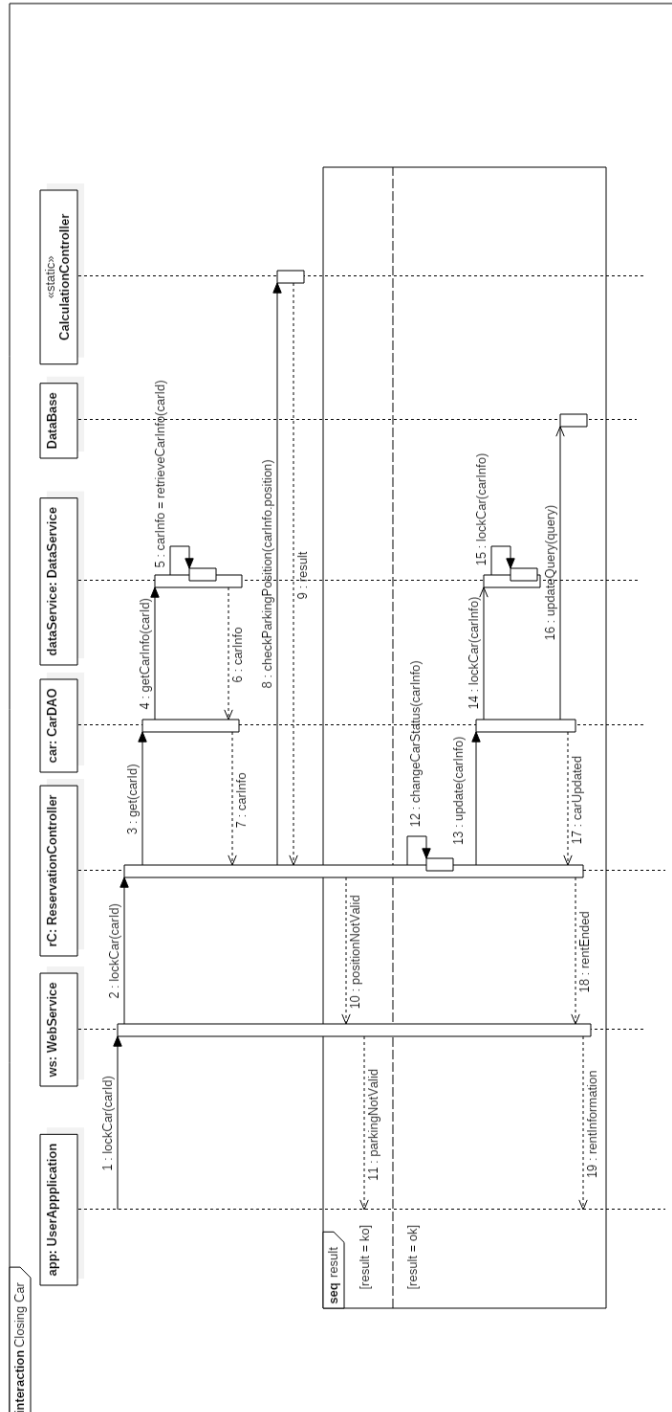 interaction Closing Car
app: UserAppplication
ws: WebService
rC: ReservationController
car: CarDAO
dataService: DataService
DataBase
«static»
CalculationController
1 : lockCar(carId)
2 : lockCar(carId)
3 : get(carId)
4 : getCarInfo(carId)
5 : carInfo = retrieveCarInfo(carId)
6 : carInfo
7 : carInfo
8 : checkParkingPosition(carInfo.position)
9 : result
seq result
[result = ko]
10 : positionNotValid
11 : parkingNotValid
[result = ok]
12 : changeCarStatus(carInfo)
13 : update(carInfo)
14 : lockCar(carInfo)
15 : lockCar(carInfo)
16 : updateQuery(query)
17 : carUpdated
18 : rentEnded
19 : rentInformation